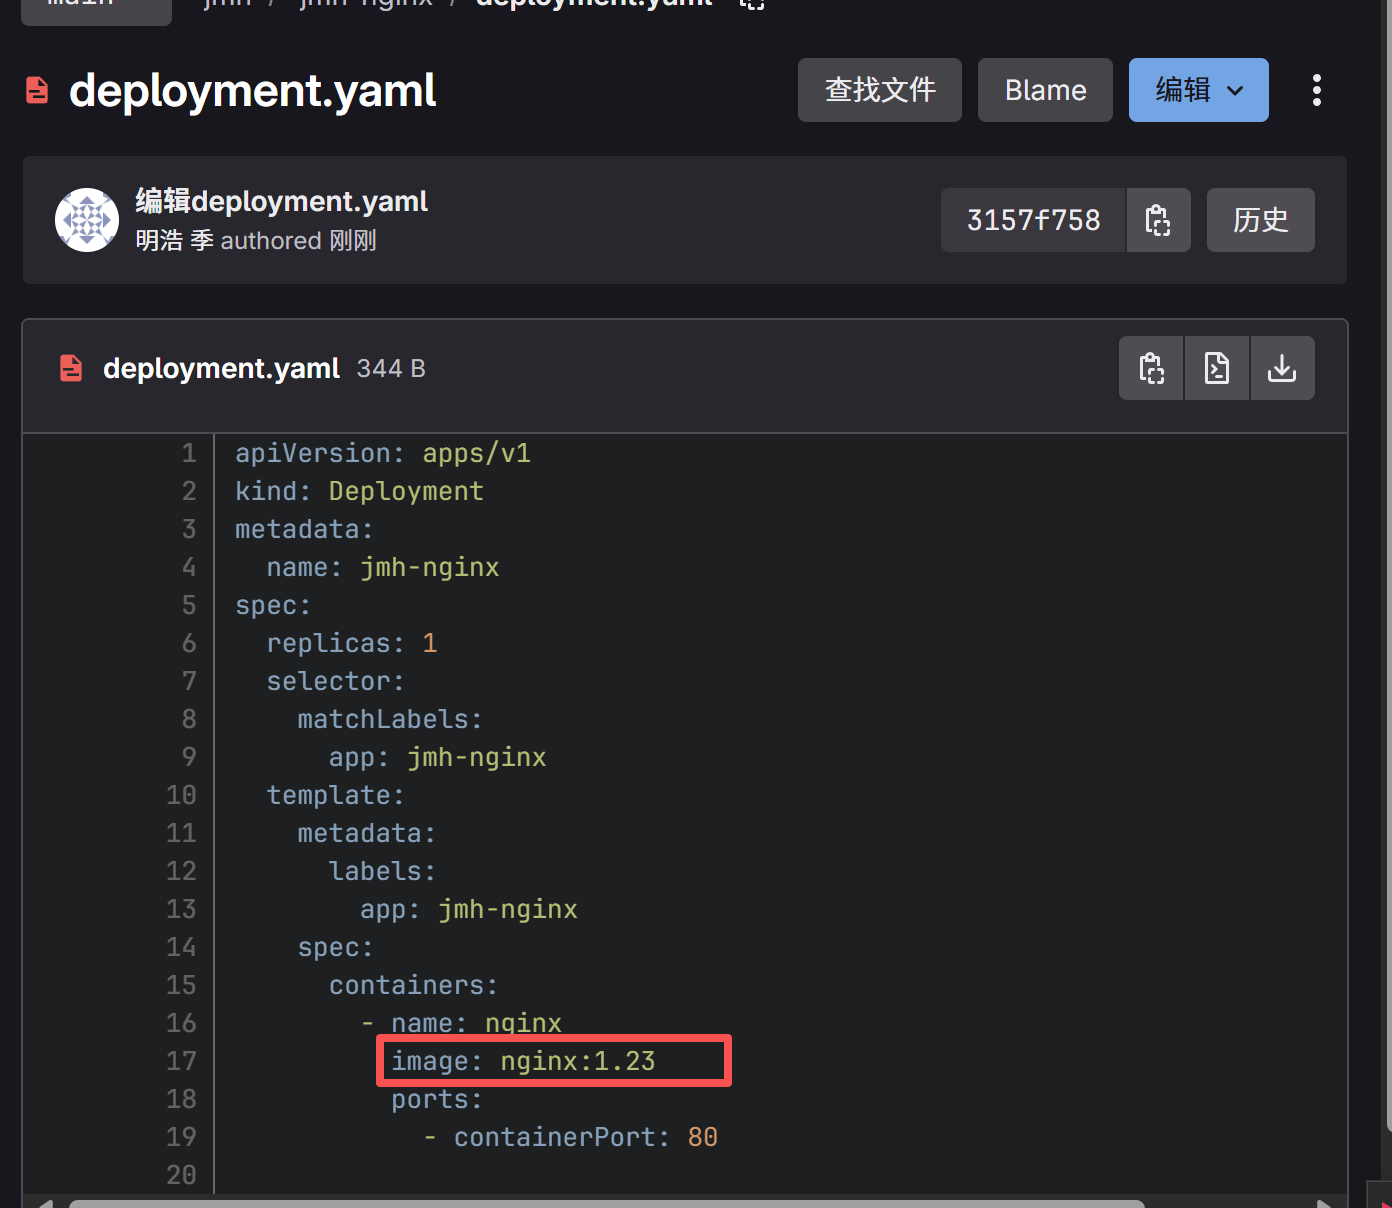 main jmh / jmh-nginx / deployment.yaml
deployment.yaml
查找文件 Blame 编辑
编辑deployment.yaml
明浩 季 authored 刚刚
3157f758 历史
deployment.yaml 344 B
1 apiVersion: apps/v1
2 kind: Deployment
3 metadata:
4   name: jmh-nginx
5 spec:
6   replicas: 1
7   selector:
8     matchLabels:
9       app: jmh-nginx
10   template:
11     metadata:
12       labels:
13         app: jmh-nginx
14     spec:
15       containers:
16         - name: nginx
17           image: nginx:1.23
18           ports:
19             - containerPort: 80
20